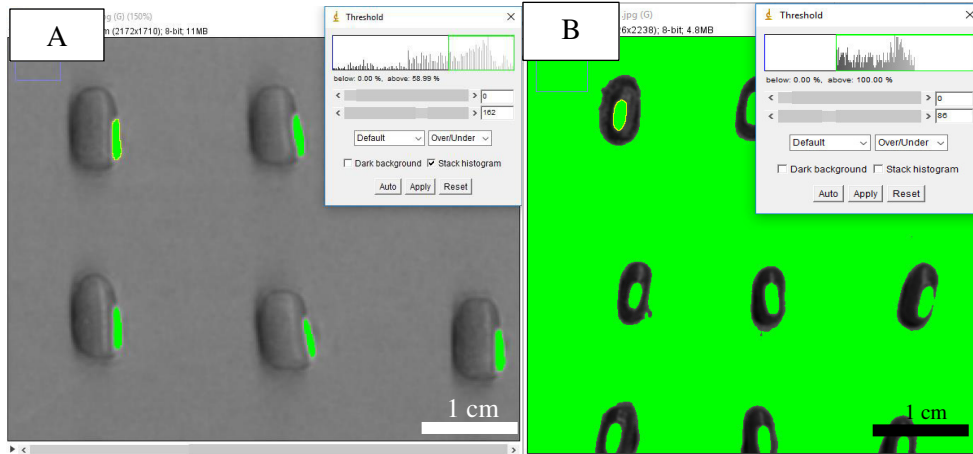 A
g (G) (150%)
m (2172x1710); 8-bit; 11MB
Threshold
below: 0.00 %, above: 58.99 %
0
162
Default
Over/Under
Dark background
Stack histogram
Auto
Apply
Reset
1 cm
B
.jpg (G)
26x2238); 8-bit; 4.8MB
Threshold
below: 0.00 %, above: 100.00 %
0
86
Default
Over/Under
Dark background
Stack histogram
Auto
Apply
Reset
1 cm